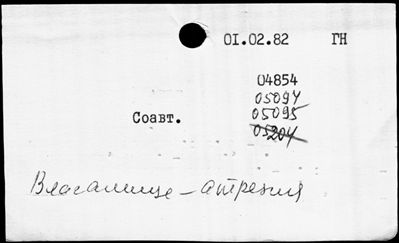 01.02.82 ГН
04854
05094
05095
Соавт.
05204
Влагалище – атрезия